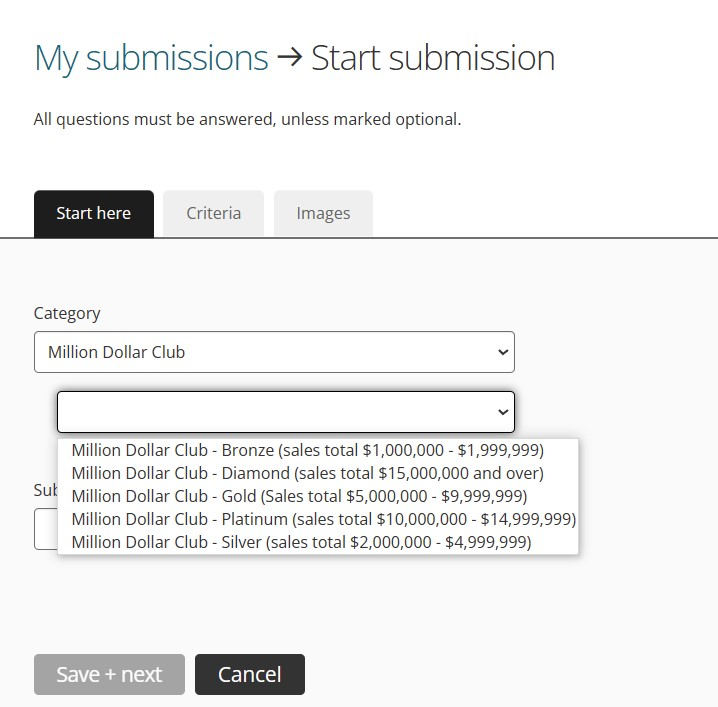 My submissions → Start submission
All questions must be answered, unless marked optional.
Start here
Criteria
Images
Category
Million Dollar Club
Million Dollar Club - Bronze (sales total $1,000,000 - $1,999,999)
Million Dollar Club - Diamond (sales total $15,000,000 and over)
Million Dollar Club - Gold (Sales total $5,000,000 - $9,999,999)
Million Dollar Club - Platinum (sales total $10,000,000 - $14,999,999)
Million Dollar Club - Silver (sales total $2,000,000 - $4,999,999)
Save + next
Cancel